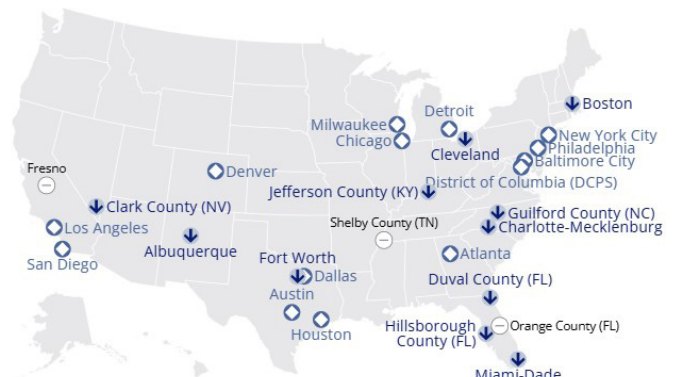 Detroit
Boston
Milwaukee
Chicago
New York City
Philadelphia
Cleveland
Baltimore City
Fresno
Denver
District of Columbia (DCPS)
Jefferson County (KY)
Clark County (NV)
Guilford County (NC)
Shelby County (TN)
Los Angeles
Charlotte-Mecklenburg
Albuquerque
Atlanta
San Diego
Fort Worth
Dallas
Duval County (FL)
Austin
Hillsborough
County (FL)
Orange County (FL)
Houston
Miami-Dade